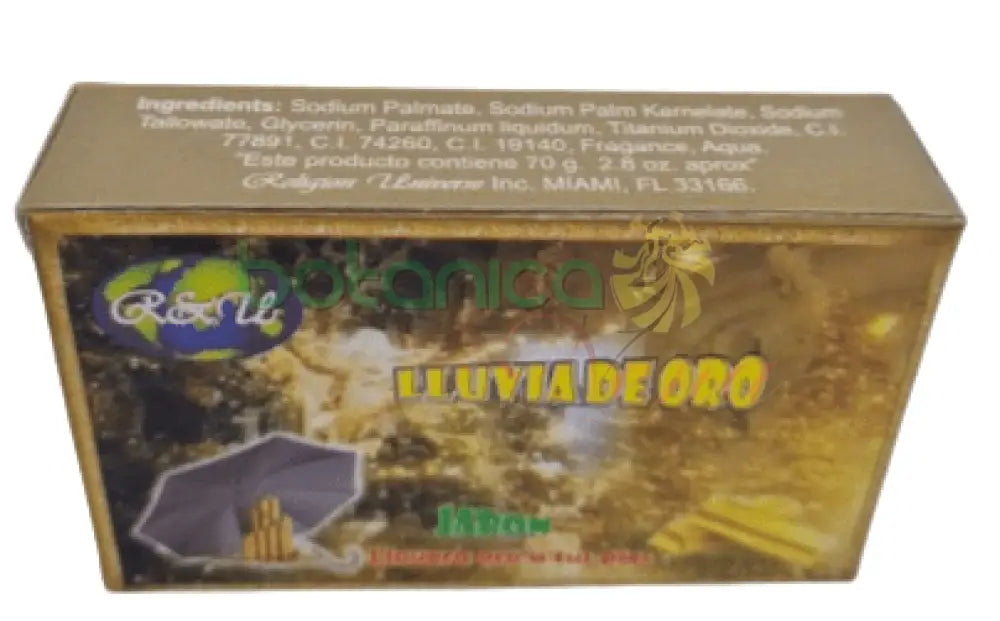 Ingredients: Sodium Palmate, Sodium Palm Kernelate, Sodium
Tallowate, Glycerin, Paraffinum liquidum, Titanium Dioxide, C.I.
77891, C.I. 74260, C.I. 19140, Fragance, Aqua.
"Este producto contiene 70 g 2.8 oz. aprox"
Religion Universe Inc. MIAMI, FL 33166.
botanica
R&U
LLUVIA DE ORO
JABON